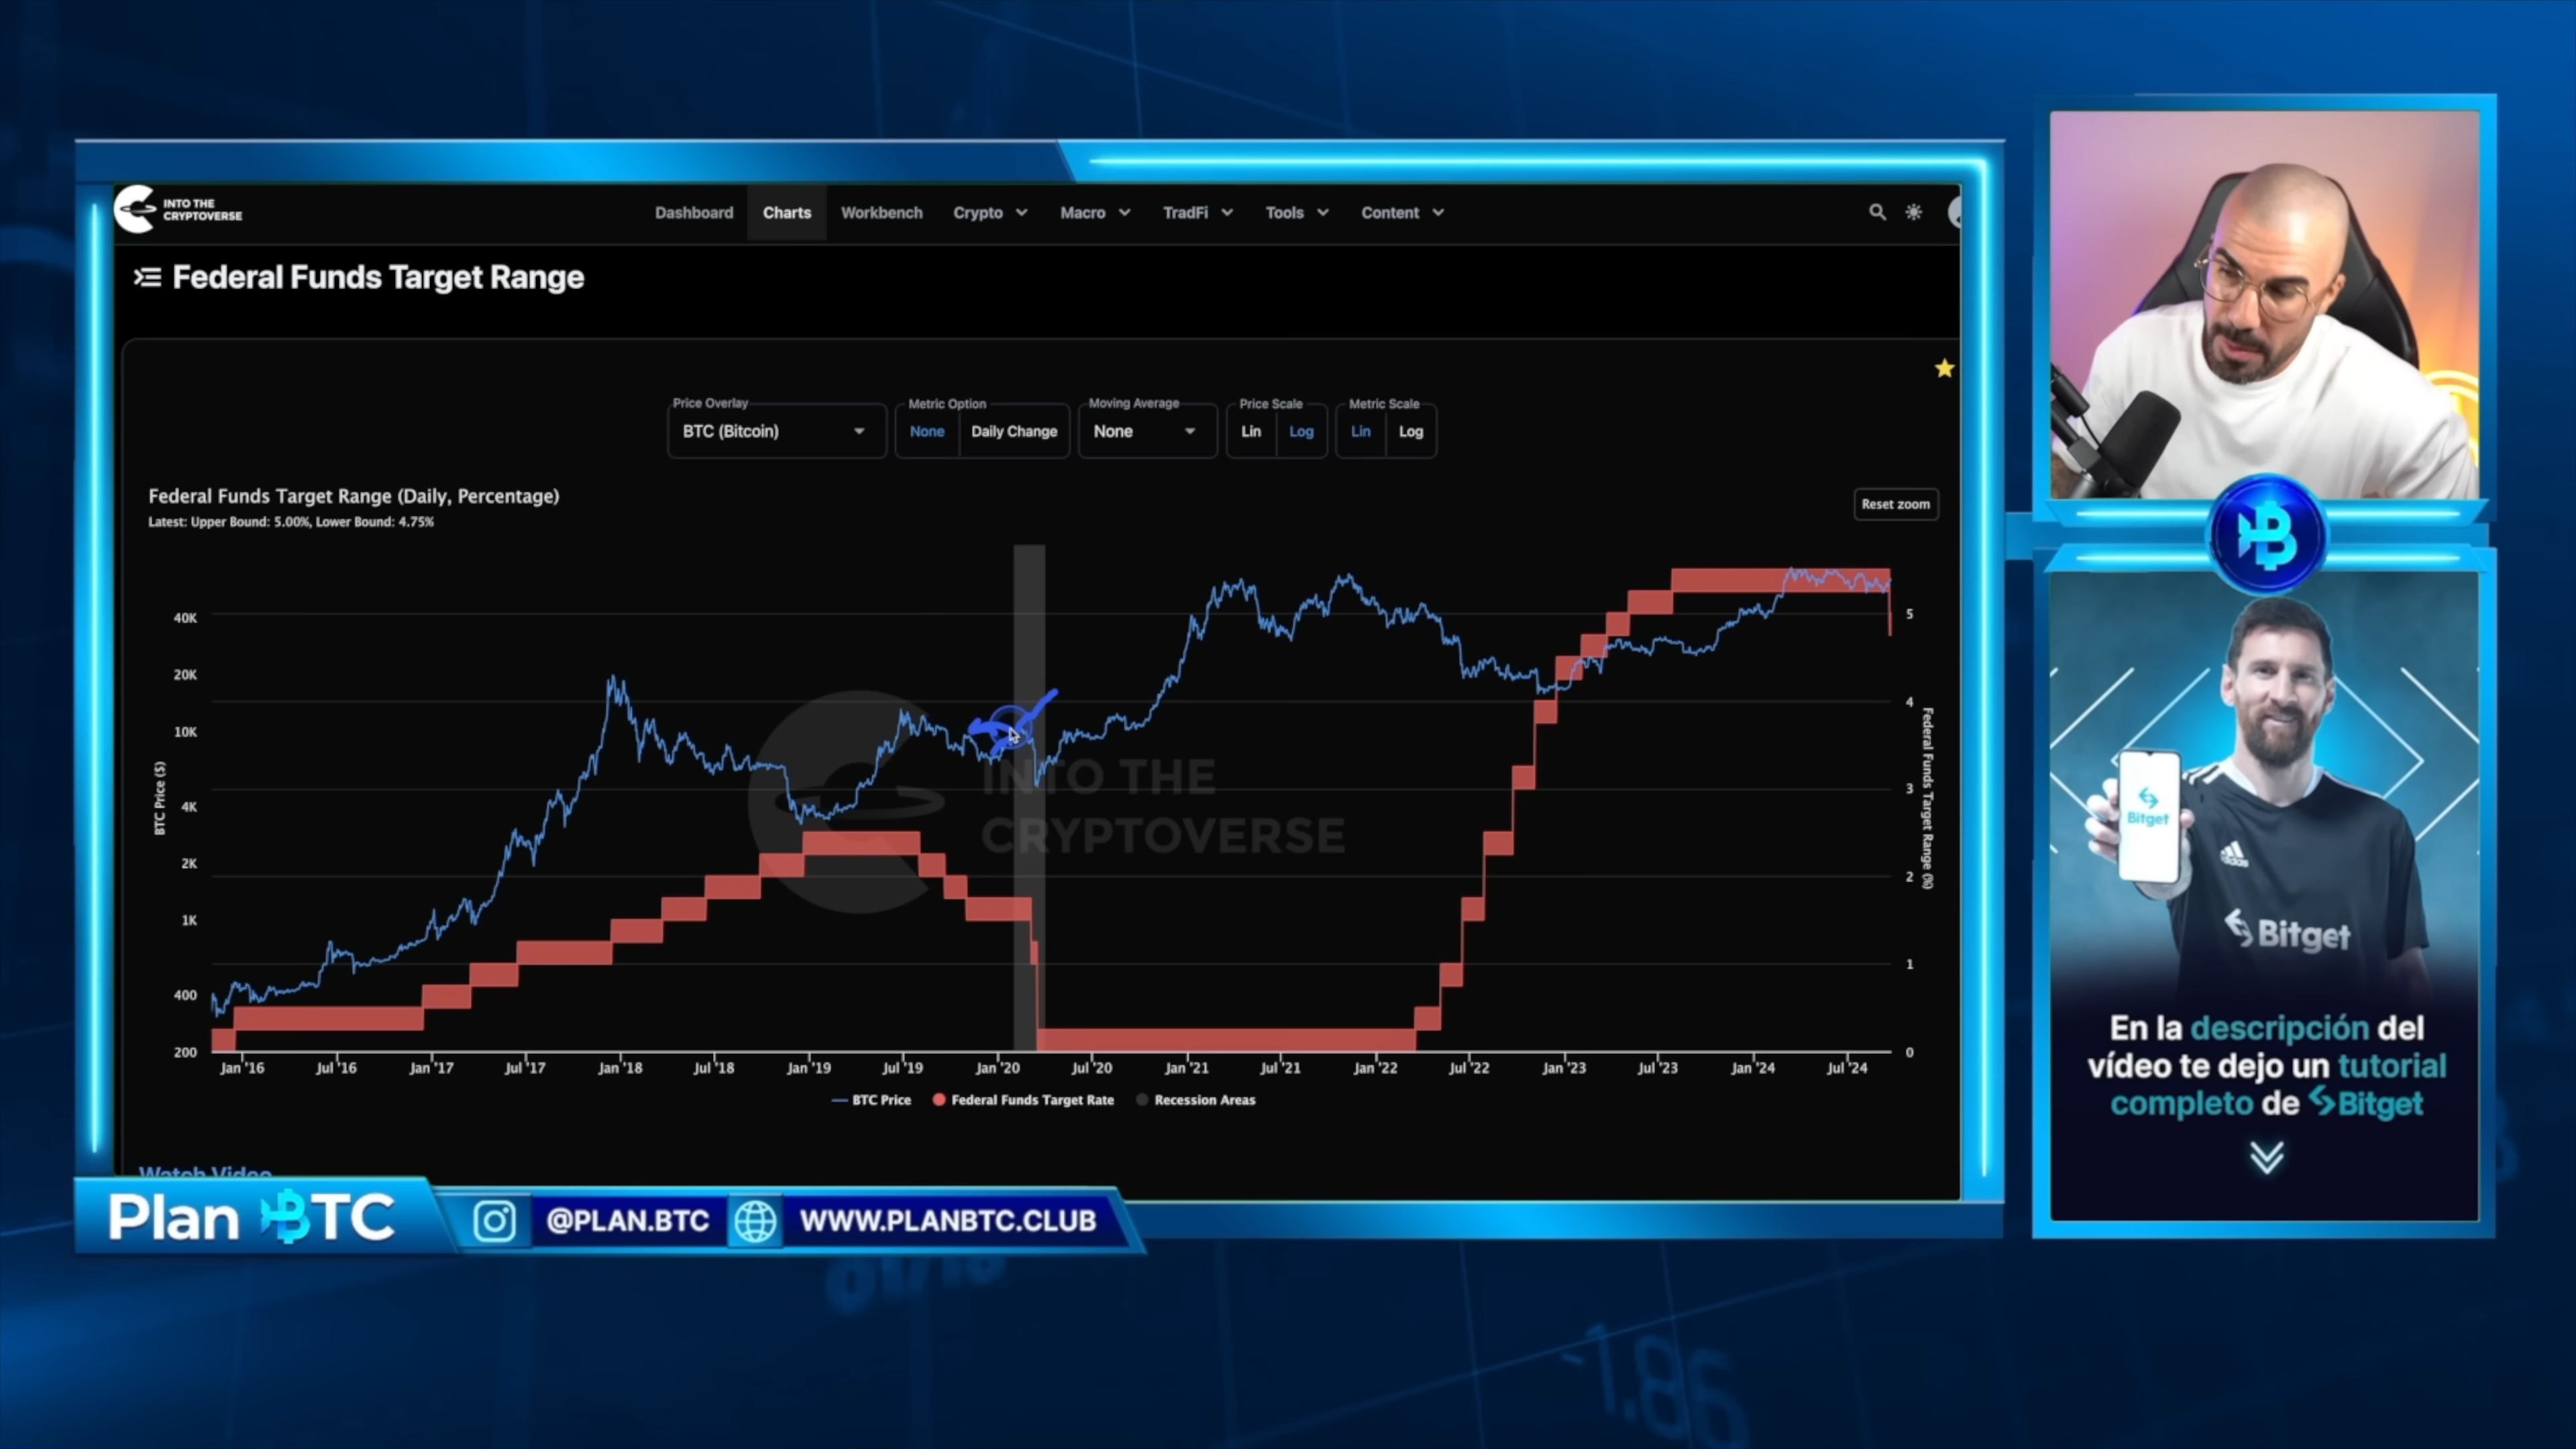 INTO THE
CRYPTOVERSE
Dashboard
Charts
Workbench
Crypto
Macro
TradFi
Tools
Content
Federal Funds Target Range
Price Overlay
BTC (Bitcoin)
Metric Option
None
Daily Change
Moving Average
None
Price Scale
Lin
Log
Metric Scale
Lin
Log
Federal Funds Target Range (Daily, Percentage)
Latest: Upper Bound: 5.00%, Lower Bound: 4.75%
Reset zoom
40K
20K
10K
4K
2K
1K
400
200
BTC Price ($)
5
4
3
2
1
0
Federal Funds Target Range (%)
INTO THE
CRYPTOVERSE
Jan '16
Jul '16
Jan '17
Jul '17
Jan '18
Jul '18
Jan '19
Jul '19
Jan '20
Jul '20
Jan '21
Jul '21
Jan '22
Jul '22
Jan '23
Jul '23
Jan '24
Jul '24
BTC Price
Federal Funds Target Rate
Recession Areas
Watch Video
Plan BTC
@PLAN.BTC
WWW.PLANBTC.CLUB
Bitget
adidas
Bitget
En la descripción del
vídeo te dejo un tutorial
completo de Bitget
-1.86